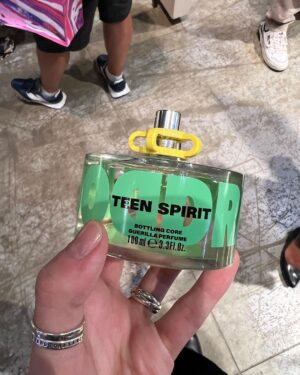 TEEN SPIRIT
BOTTLING CORE
GUERILLA PERFUME
100 ml ℮ 3.3Fl.Oz.